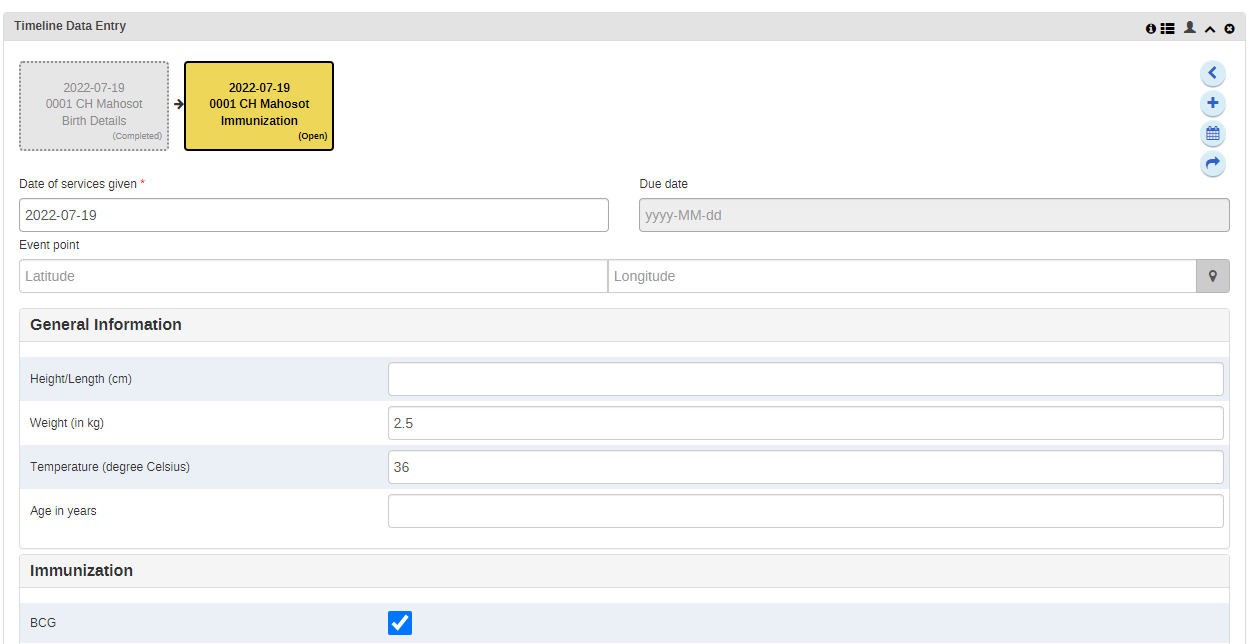 Timeline Data Entry
2022-07-19
0001 CH Mahosot
Birth Details
(Completed)
2022-07-19
0001 CH Mahosot
Immunization
(Open)
Date of services given *
Due date
2022-07-19
yyyy-MM-dd
Event point
Latitude
Longitude
General Information
Height/Length (cm)
Weight (in kg)
2.5
Temperature (degree Celsius)
36
Age in years
Immunization
BCG